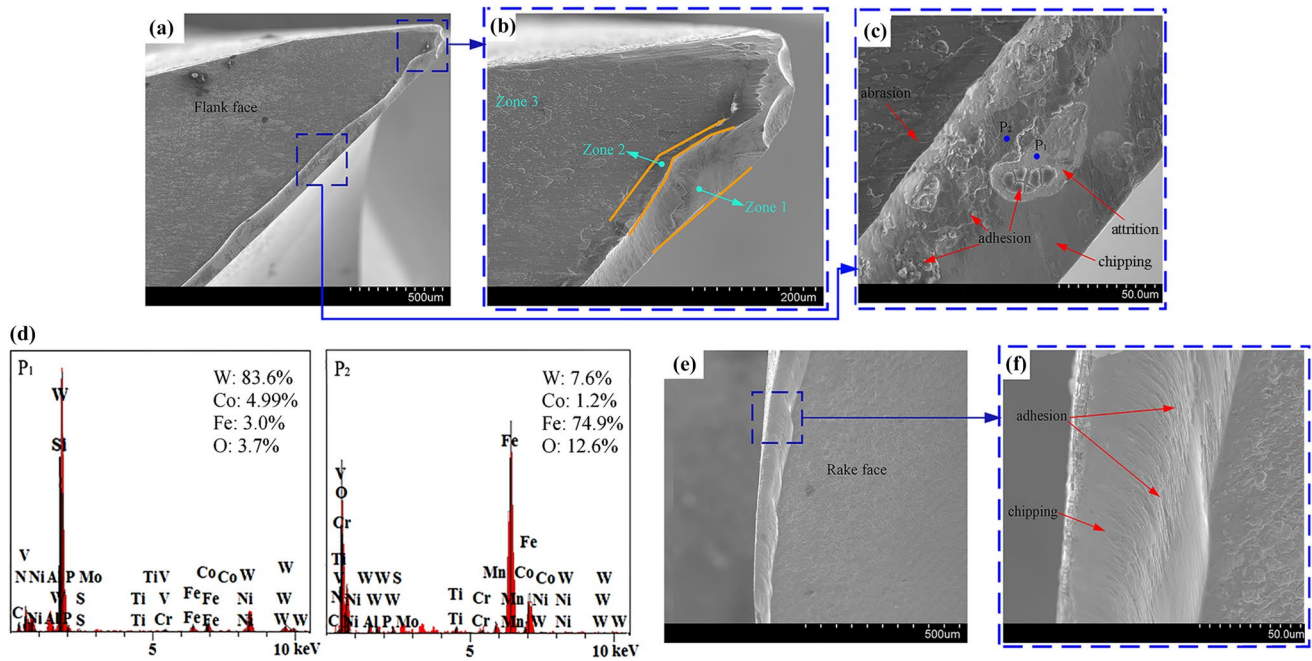 (a)
Flank face
500um
(b)
Zone 3
Zone 2
Zone 1
200um
(c)
abrasion
P2
P1
adhesion
attrition
chipping
50.0um
(d)
P1
W: 83.6%
Co: 4.99%
Fe: 3.0%
O: 3.7%
W
Si
V
N Ni Al P Mo
Ti V
Co Co W
W
W S
Ti V
Fe Fe
Ni W
C Ni Al P S
Ti Cr
Fe Fe Ni
W W
5
10 keV
P2
W: 7.6%
Co: 1.2%
Fe: 74.9%
O: 12.6%
V
O
Cr
Ti
V
N
Fe
Fe
W W S
Ti
Mn
Co Co W
W
Ni W W
Ti
Cr
Mn
Ni Ni
W
C Ni Al P Mo
Ti
Cr Mn W
Ni W
W W
5
10 keV
(e)
Rake face
500um
(f)
adhesion
chipping
50.0um